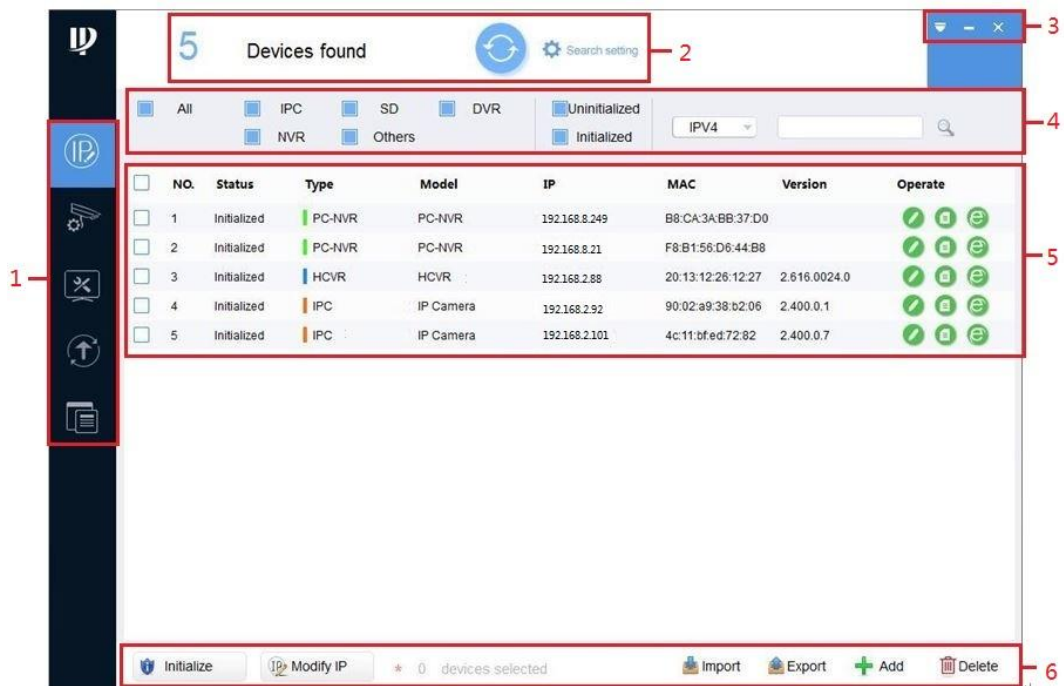 5 Devices found Search setting
2
3
All IPC SD DVR Uninitialized
NVR Others Initialized
IPV4
4
1
NO. Status Type Model IP MAC Version Operate
1 Initialized PC-NVR PC-NVR 192.168.8.249 B8:CA:3A:BB:37:D0
2 Initialized PC-NVR PC-NVR 192.168.8.21 F8:B1:56:D6:44:B8
3 Initialized HCVR HCVR 192.168.2.88 20:13:12:26:12:27 2.616.0024.0
4 Initialized IPC IP Camera 192.168.2.92 90:02:a9:38:b2:06 2.400.0.1
5 Initialized IPC IP Camera 192.168.2.101 4c:11:bf:ed:72:82 2.400.0.7
5
Initialize IP Modify IP * 0 devices selected Import Export Add Delete
6